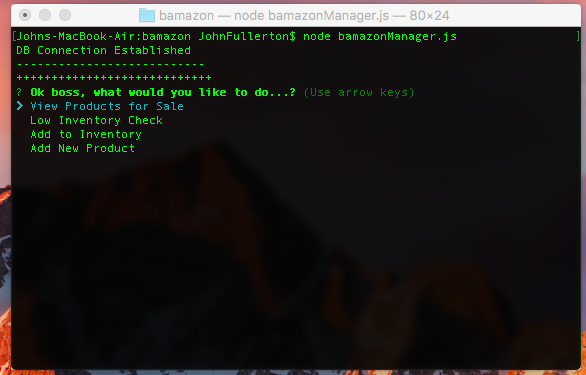 bamazon — node bamazonManager.js — 80×24
[Johns-MacBook-Air:bamazon JohnFullerton$ node bamazonManager.js ]
DB Connection Established
---------------------------
++++++++++++++++++++++++++++
? Ok boss, what would you like to do...? (Use arrow keys)
❯ View Products for Sale
Low Inventory Check
Add to Inventory
Add New Product